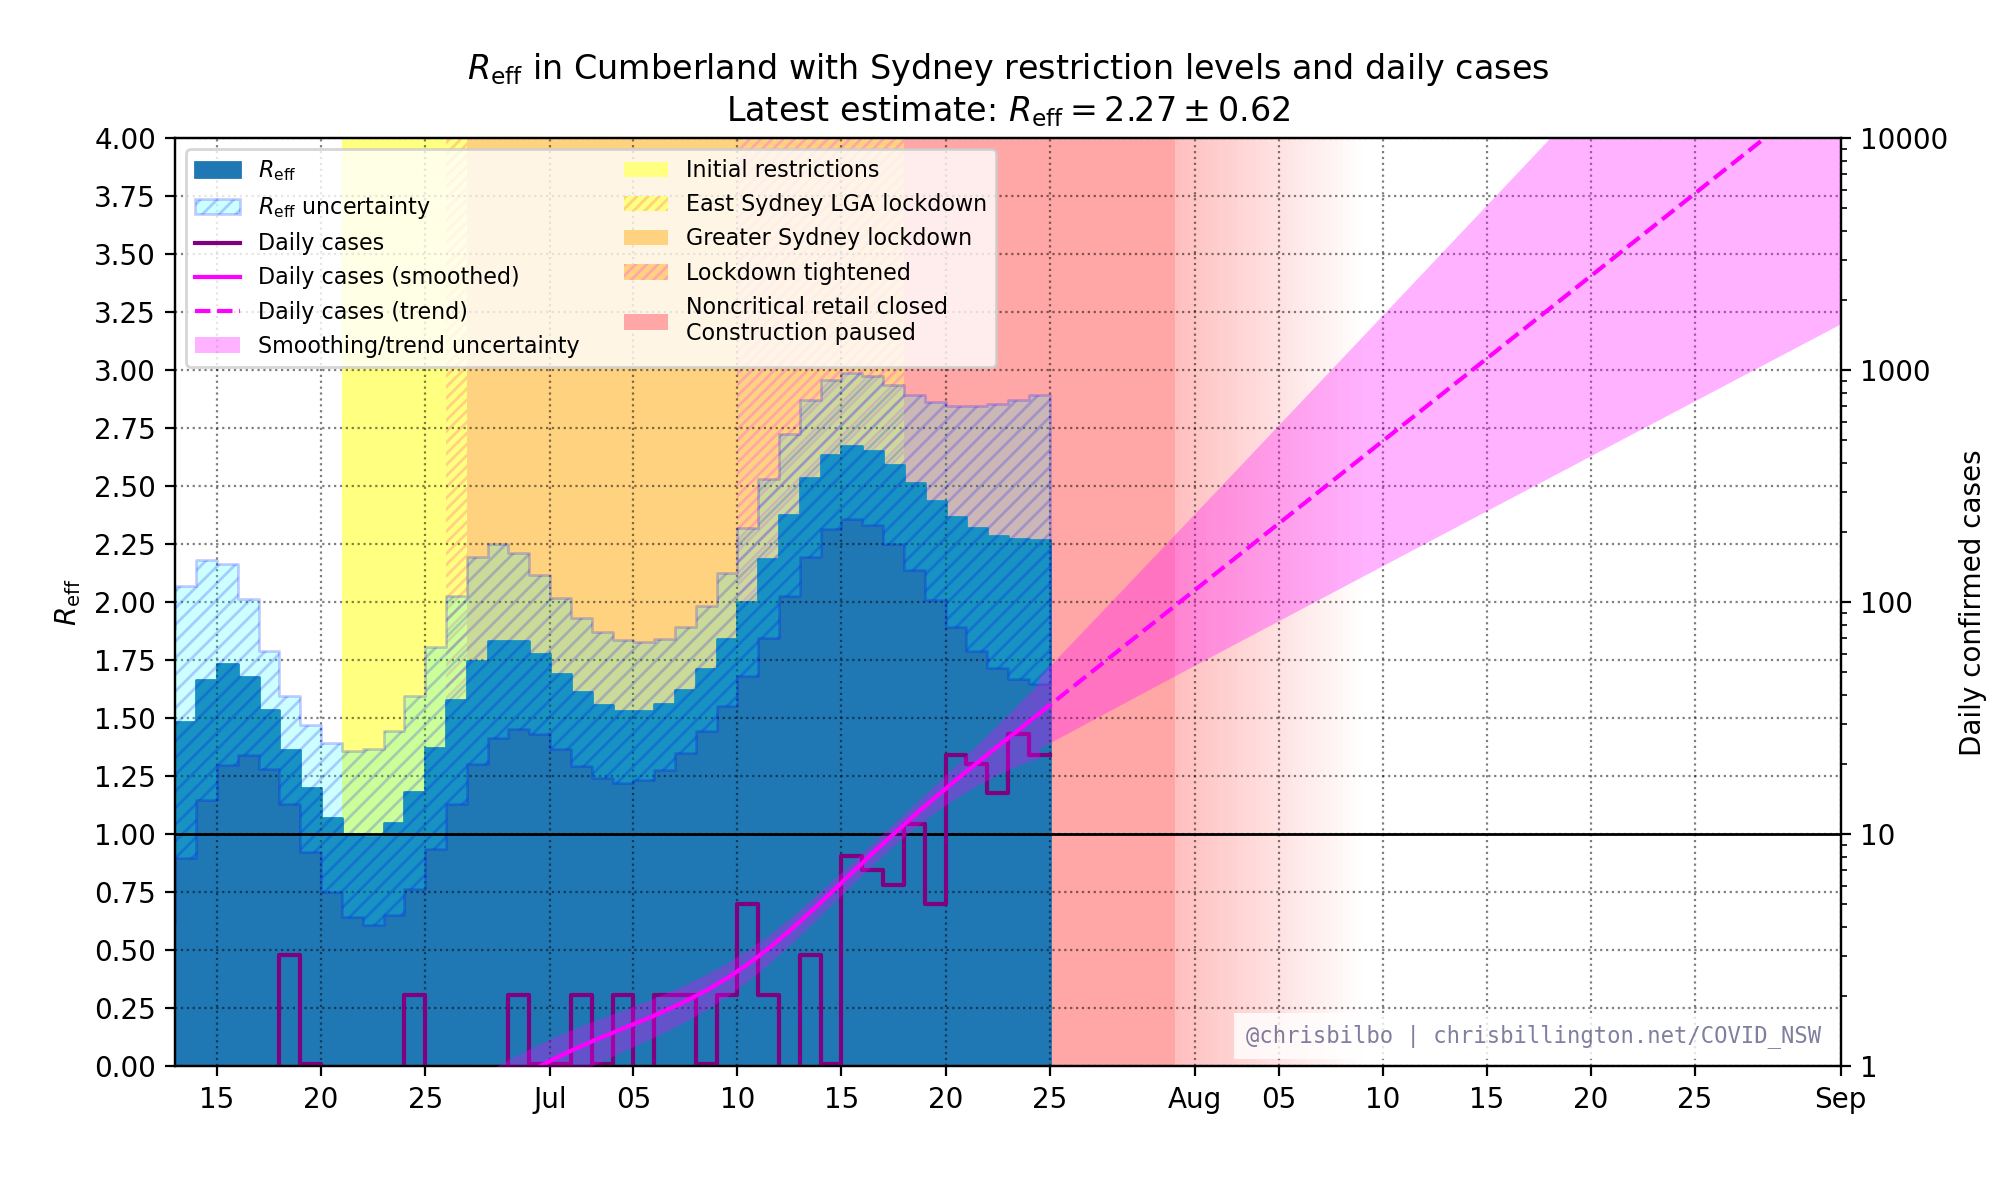 R_eff in Cumberland with Sydney restriction levels and daily cases
Latest estimate: R_eff = 2.27 ± 0.62
R_eff
R_eff uncertainty
Daily cases
Daily cases (smoothed)
Daily cases (trend)
Smoothing/trend uncertainty
Initial restrictions
East Sydney LGA lockdown
Greater Sydney lockdown
Lockdown tightened
Noncritical retail closed
Construction paused
4.00
3.75
3.50
3.25
3.00
2.75
2.50
2.25
2.00
1.75
1.50
1.25
1.00
0.75
0.50
0.25
0.00
R_eff
10000
1000
100
10
1
Daily confirmed cases
@chrisbilbo | chrisbillington.net/COVID_NSW
15 20 25 Jul 05 10 15 20 25 Aug 05 10 15 20 25 Sep